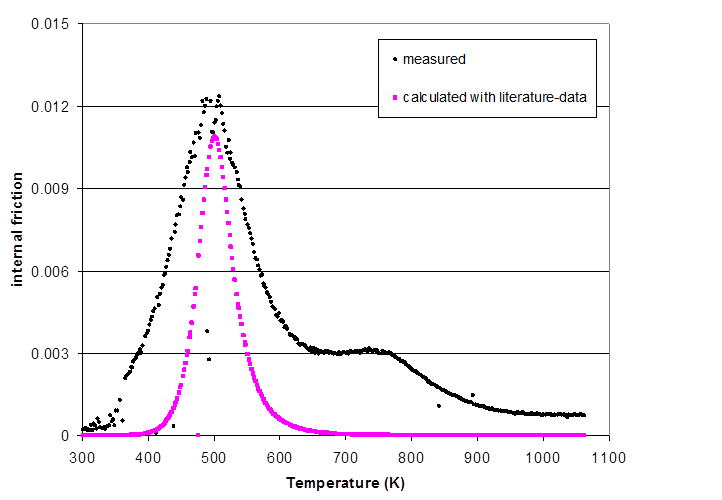 0.015
measured
calculated with literature-data
0.012
0.009
0.006
0.003
0
internal friction
300 400 500 600 700 800 900 1000 1100
Temperature (K)